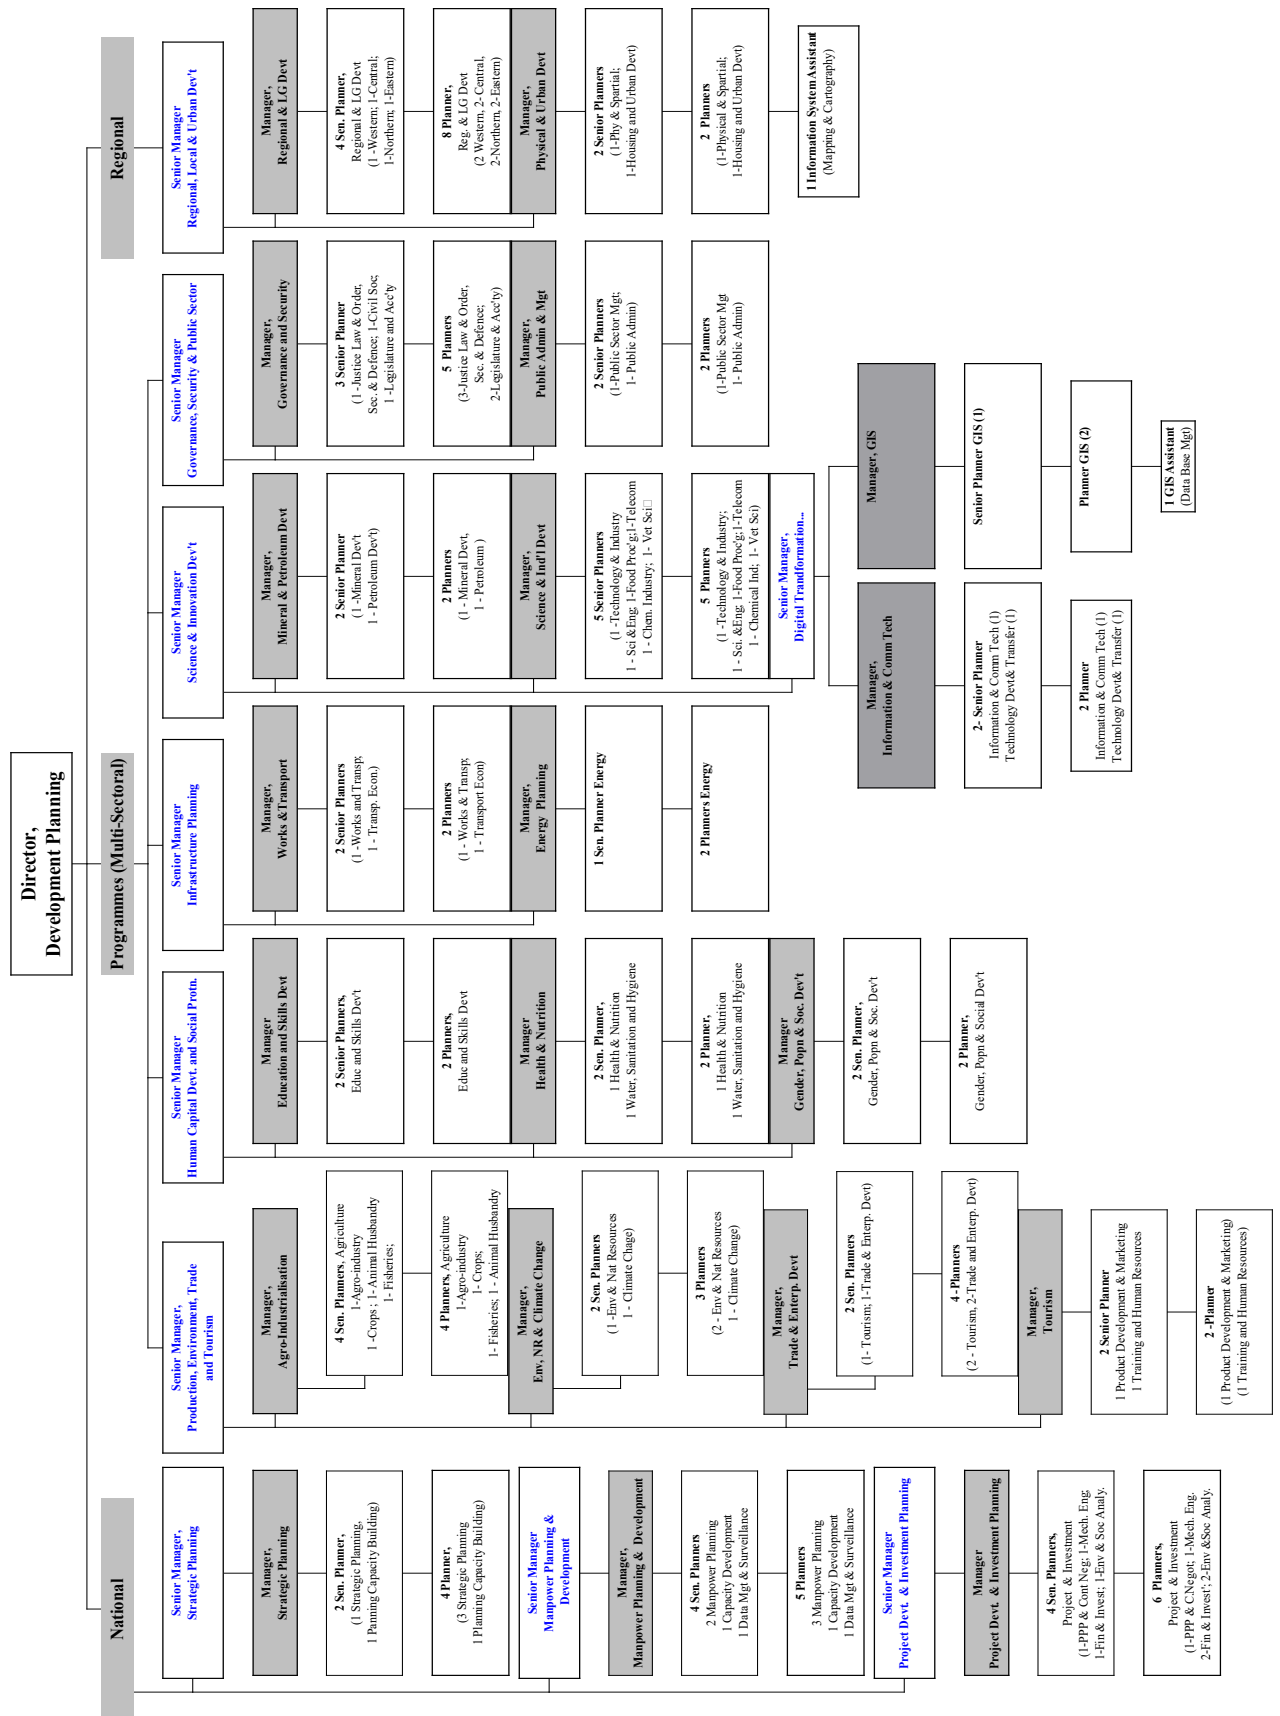 Director,
Development Planning
National
Programmes (Multi-Sectoral)
Regional
Senior Manager,
Strategic Planning
Manager,
Strategic Planning
2 Sen. Planner,
(1 Strategic Planning,
1 Panning Capacity Building)
4 Planner,
(3 Strategic Planning
1 Planning Capacity Building)
Senior Manager
Manpower Planning &
Development
Manager,
Manpower Planning & Development
4 Sen. Planners
2 Manpower Planning
1 Capacity Development
1 Data Mgt & Surveillance
5 Planners
3 Manpower Planning
1 Capacity Development
1 Data Mgt & Surveillance
Senior Manager
Project Devt. & Investment Planning
Manager
Project Devt. & Investment Planning
4 Sen. Planners,
Project & Investment
(1-PPP & Cont Neg; 1-Mech. Eng,
1-Fin & Invest; 1-Env & Soc Analy.
6 Planners,
Project & Investment
(1-PPP & C.Negot; 1-Mech. Eng.
2-Fin & Invest'; 2-Env &Soc Analy.
Senior Manager,
Production, Environment, Trade
and Tourism
Manager,
Agro-Industrialisation
4 Sen. Planners, Agriculture
1-Agro-industry
1 -Crops ; 1- Animal Husbandry
1- Fisheries;
4 Planners, Agriculture
1-Agro-industry
1- Crops;
1- Fisheries; 1 - Animal Husbandry
Manager,
Env, NR & Climate Change
2 Sen. Planners
(1 -Env & Nat Resources
1 - Climate Chage)
3 Planners
(2 - Env & Nat Resources
1 - Climate Change)
Manager,
Trade & Enterp. Devt
2 Sen. Planners
(1- Tourism; 1-Trade & Enterp. Devt)
4 -Planners
(2 - Tourism, 2-Trade and Enterp. Devt)
Manager,
Tourism
2 Senior Planner
1 Product Development & Marketing
1 Training and Human Resources
2 -Planner
(1 Product Development & Marketing)
(1 Training and Human Resources)
Senior Manager
Human Capital Devt. and Social Protn.
Manager
Education and Skills Devt
2 Senior Planners,
Educ and Skills Dev't
2 Planners,
Educ and Skills Devt
Manager
Health & Nutrition
2 Sen. Planner,
1 Health & Nutrition
1 Water, Sanitation and Hygiene
2 Planner,
1 Health & Nutrition
1 Water, Sanitation and Hygiene
Manager
Gender, Popn & Soc. Dev't
2 Sen. Planner,
Gender, Popn & Soc. Dev't
2 Planner,
Gender, Popn & Social Dev't
Senior Manager
Infrastructure Planning
Manager,
Works &Transport
2 Senior Planners
(1 -Works and Transp;
1 - Transp. Econ.)
2 Planners
(1 - Works & Transp;
1 - Transport Econ)
Manager,
Energy Planning
1 Sen. Planner Energy
2 Planners Energy
Senior Manager
Science & Innovation Dev't
Manager,
Mineral & Petroleum Devt
2 Senior Planner
(1 - Mineral Dev't
1 - Petroleum Dev't)
2 Planners
(1 - Mineral Devt,
1 - Petroleum )
Manager,
Science & Ind'l Devt
5 Senior Planners
(1 -Technology & Industry
1 - Sci &Eng. 1-Food Proc'g;1-Telecom
1 - Chem. Industry; 1- Vet Sci□
5 Planners
(1 -Technology & Industry;
1 - Sci. &Eng. 1-Food Proc'g;1-Telecom
1 - Chemical Ind; 1- Vet Sci)
Senior Manager,
Digital Trandformation...
Manager,
Information & Comm Tech
2- Senior Planner
Information & Comm Tech (1)
Technology Devt& Transfer (1)
2 Planner
Information & Comm Tech (1)
Technology Devt& Transfer (1)
Manager, GIS
Senior Planner GIS (1)
Planner GIS (2)
1 GIS Assistant
(Data Base Mgt)
Senior Manager
Governance, Security & Public Sector
Manager,
Governance and Security
3 Senior Planner
(1 -Justice Law & Order,
Sec. & Defence; 1-Civil Soc;
1 -Legislature and Acc'ty
5 Planners
(3-Justice Law & Order,
Sec. & Defence;
2-Legislature & Acc'ty)
Manager,
Public Admin & Mgt
2 Senior Planners
(1-Public Sector Mgt;
1- Public Admin)
2 Planners
(1-Public Sector Mgt
1- Public Admin)
Senior Manager
Regional, Local & Urban Dev't
Manager,
Regional & LG Devt
4 Sen. Planner,
Regional & LG Devt
(1 -Western; 1-Central;
1-Northern; 1-Eastern)
8 Planner,
Reg. & LG Devt
(2 Western, 2- Central,
2-Northern, 2-Eastern)
Manager,
Physical & Urban Devt
2 Senior Planners
(1-Phy & Spartial;
1-Housing and Urban Devt)
2 Planners
(1-Physical & Spartial;
1-Housing and Urban Devt)
1 Information System Assistant
(Mapping & Cartography)